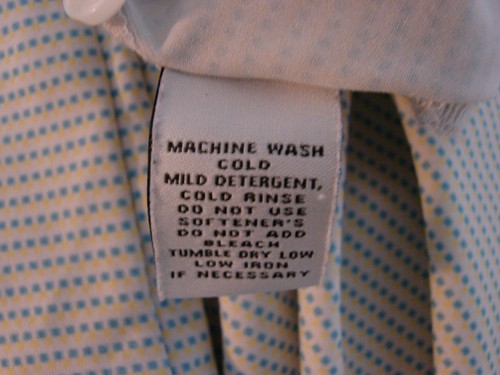 MACHINE WASH
COLD
MILD DETERGENT,
COLD RINSE
DO NOT USE
SOFTENER'S
DO NOT ADD
BLEACH
TUMBLE DRY LOW
LOW IRON
IF NECESSARY